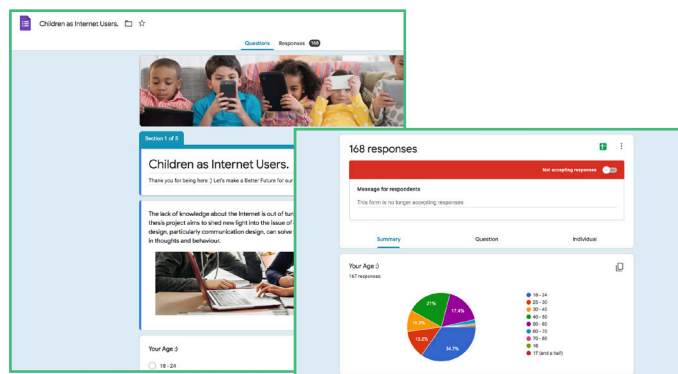 Children as Internet Users.
Questions Responses 168
Section 1 of 5
Children as Internet Users.
Thank you for being here :) Let's make a Better Future for our
The lack of knowledge about the Internet is out of tun
thesis project aims to shed new light into the issue of
design, particularly communication design, can solve
in thoughts and behaviour.
Your Age :)
18 - 24
168 responses
Not accepting responses
Message for respondents
This form is no longer accepting responses
Summary Question Individual
Your Age :)
167 responses
21%
17.4%
13.2%
34.7%
18 - 24
25 - 30
30 - 40
40 - 50
50 - 60
60 - 70
70 - 80
16
17 (and a half)